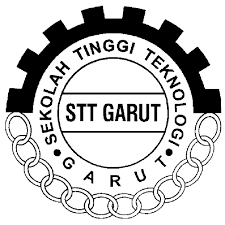 SEKOLAH TINGGI TEKNOLOGI
STT GARUT
• GARUT •